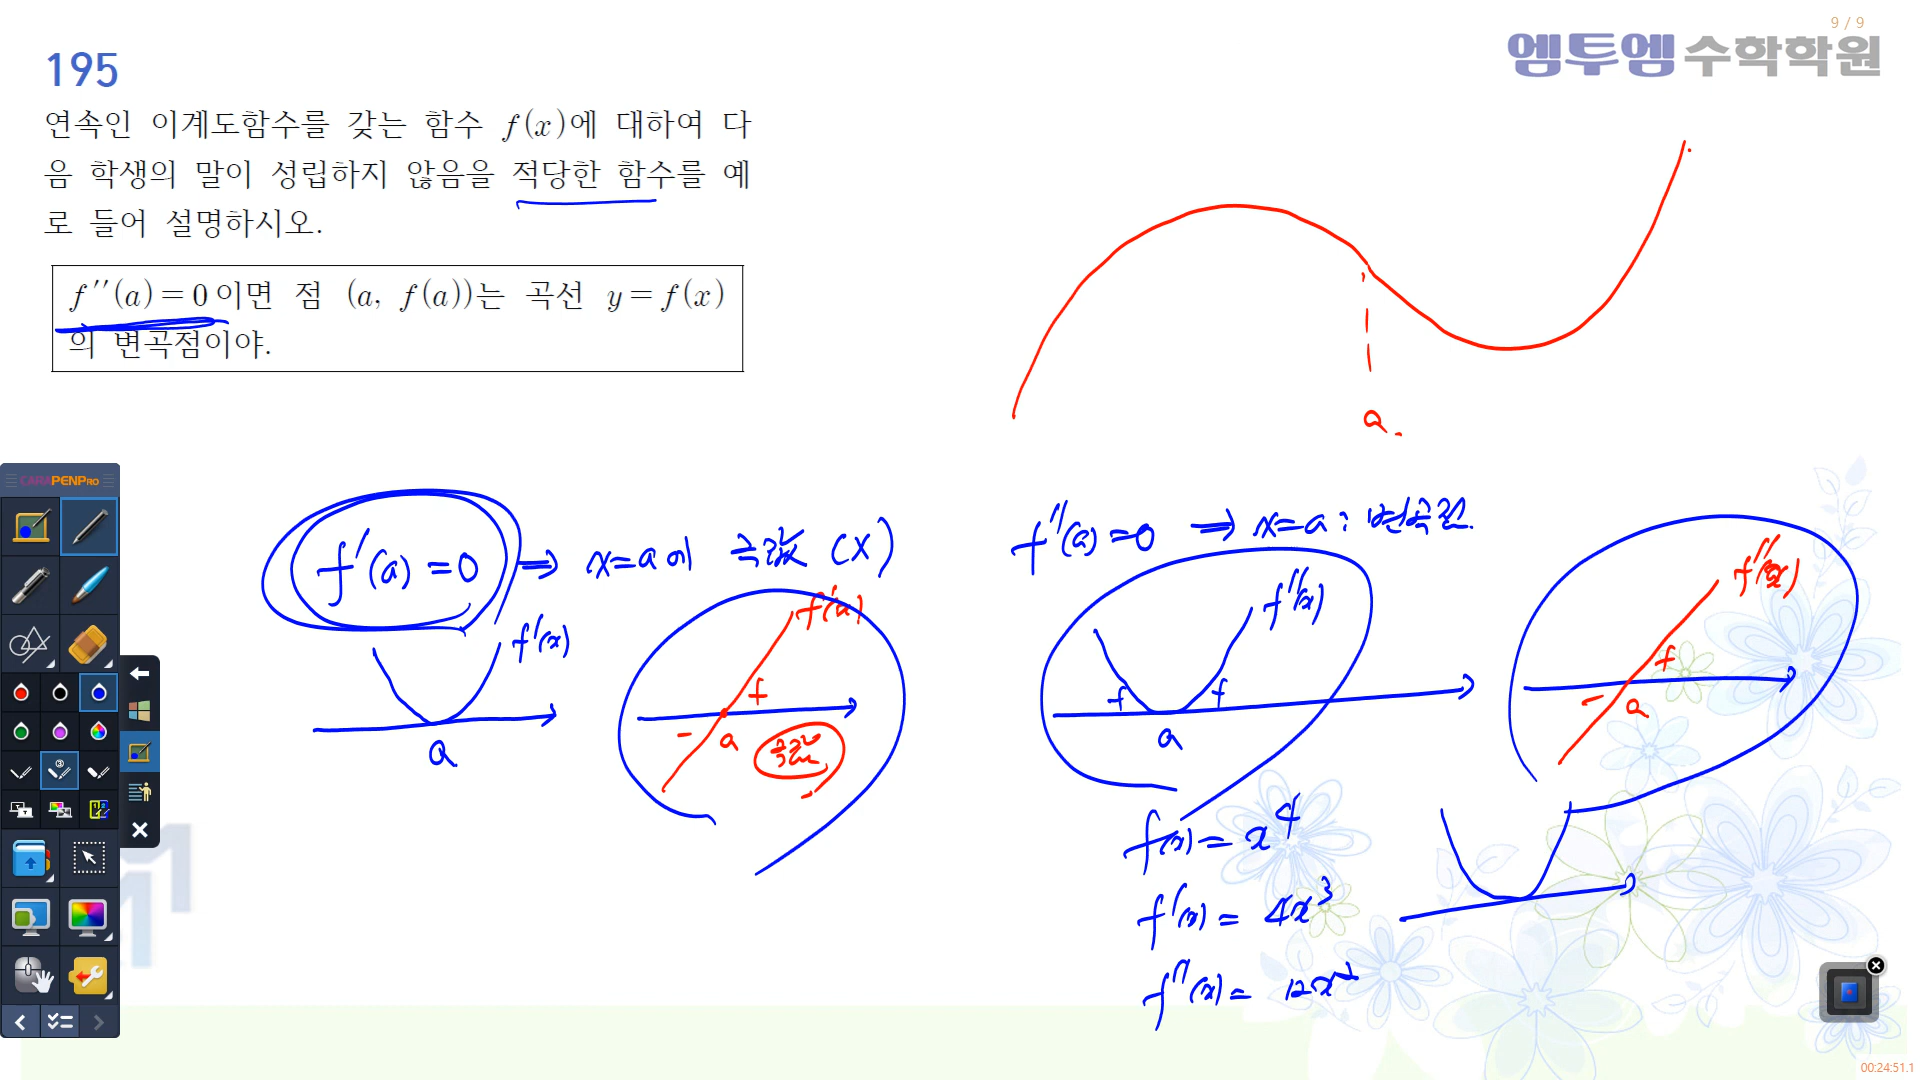 9 / 9
엠투엠 수학학원
195
연속인 이계도함수를 갖는 함수 f(x)에 대하여 다
음 학생의 말이 성립하지 않음을 적당한 함수를 예
로 들어 설명하시오.
f''(a)=0이면 점 (a, f(a))는 곡선 y=f(x)
의 변곡점이야.
a.
CARAPENPRO
f'(a)=0 ⇒ x=a에 극값 (X)
f'(x)
a
f'(x)
+
- a 극값
f''(a)=0 ⇒ x=a : 변곡점.
f''(x)
+ +
a
f''(x)
+
- a
f(x)=x⁴
f'(x)=4x³
f''(x)=12x²
00:24:51.1